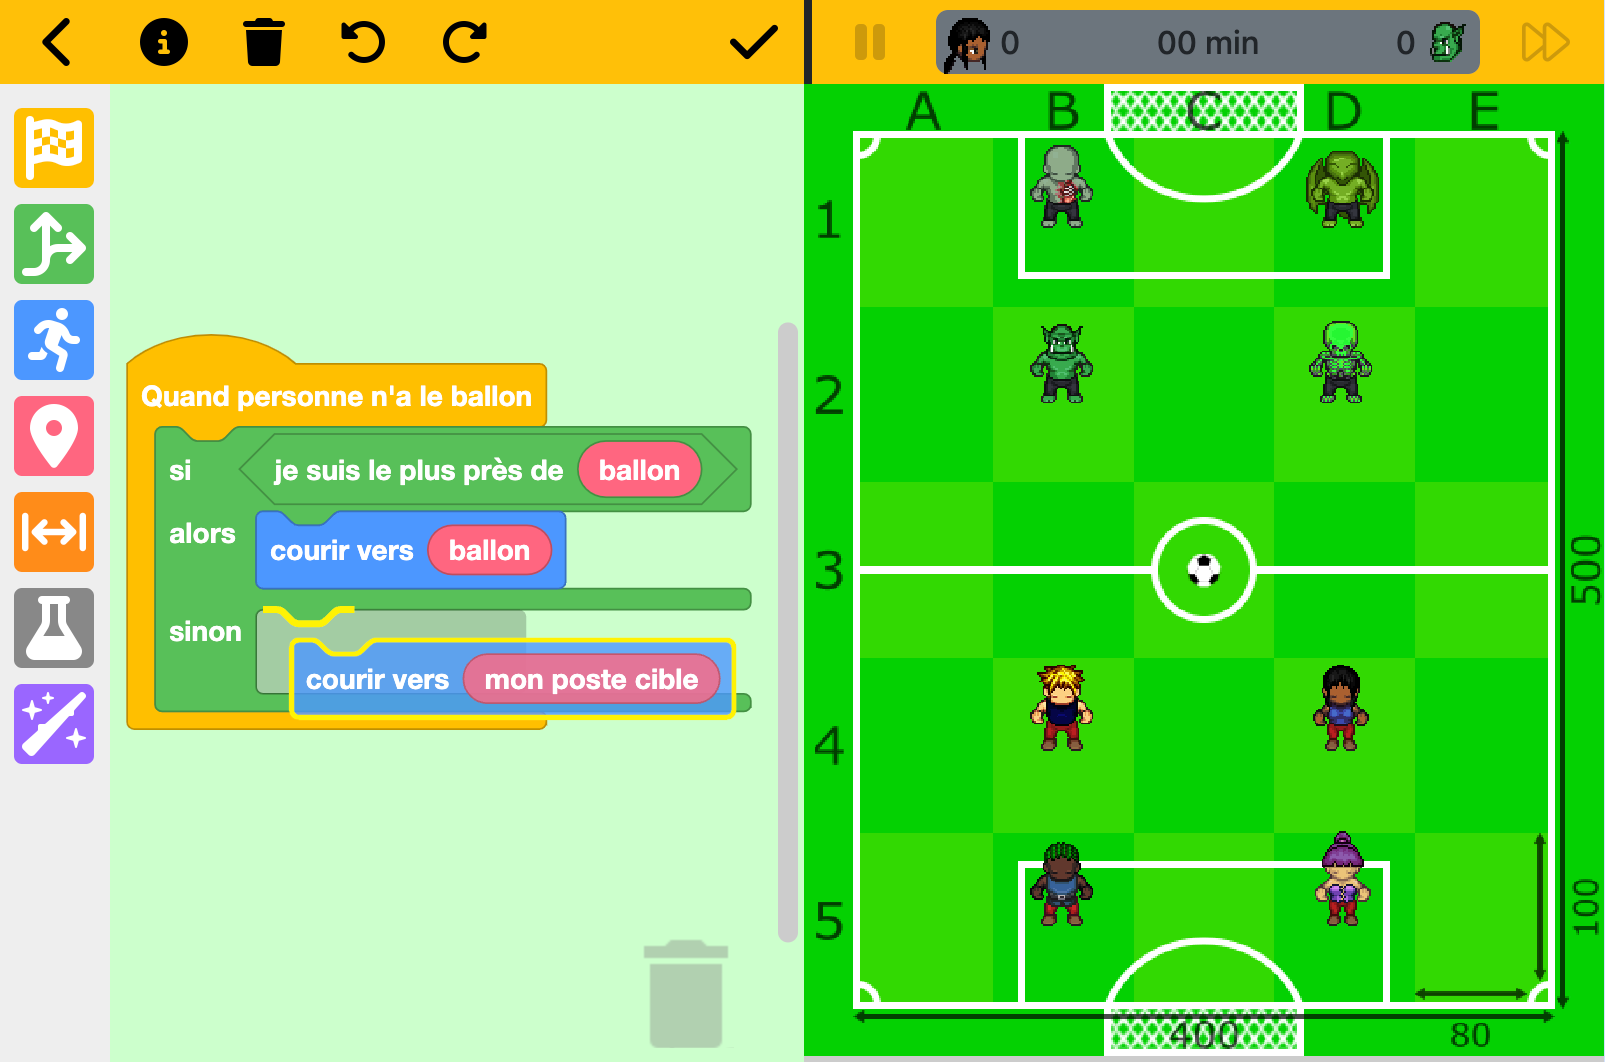 0 00 min 0
A B C D E
Quand personne n'a le ballon
si je suis le plus près de ballon
alors courir vers ballon
sinon
courir vers mon poste cible
1
2
3
4
5
500
100
400 80